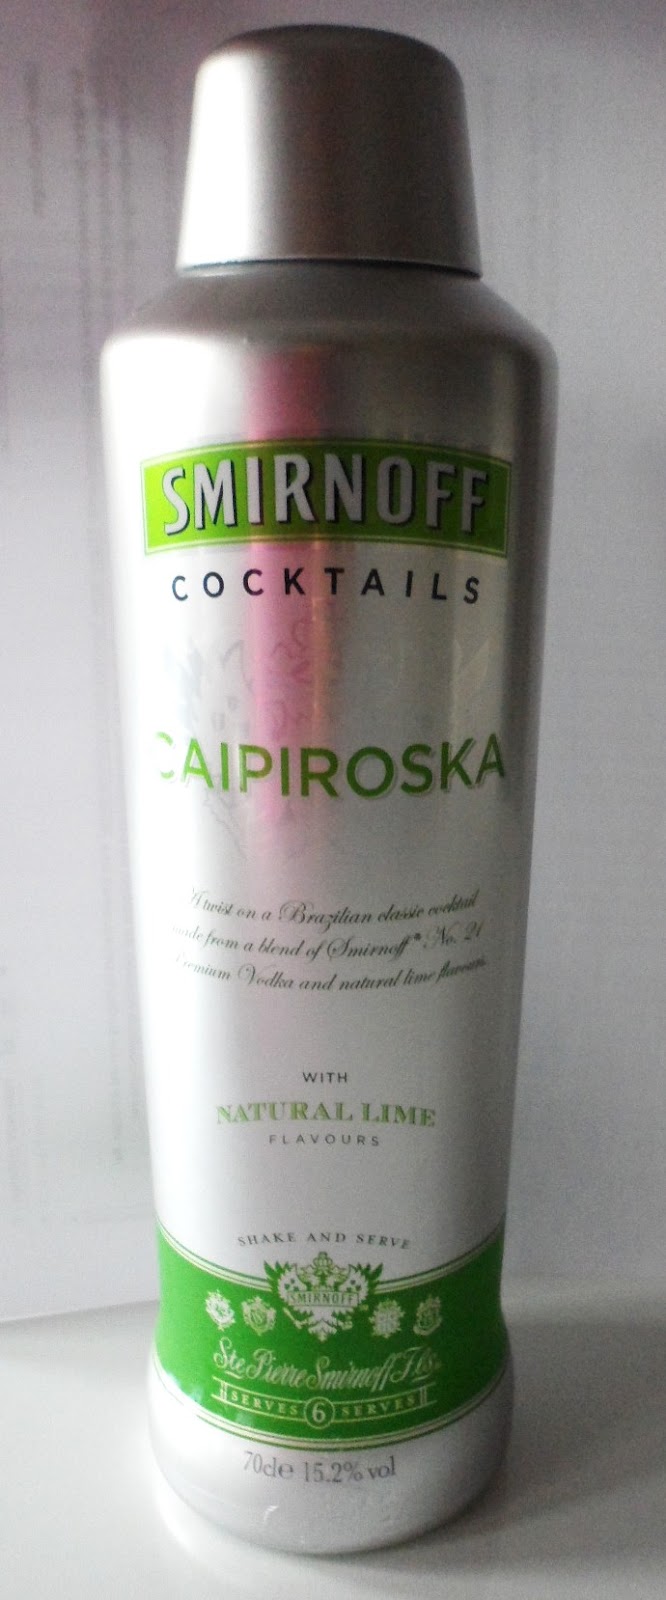 SMIRNOFF
COCKTAILS
CAIPIROSKA
A twist on a Brazilian classic cocktail
made from a blend of Smirnoff® No. 21
Premium Vodka and natural lime flavours.
WITH
NATURAL LIME
FLAVOURS
SHAKE AND SERVE
SMIRNOFF
Ste Pierre Smirnoff Fls.
SERVES 6 SERVES
70cle 15.2% vol